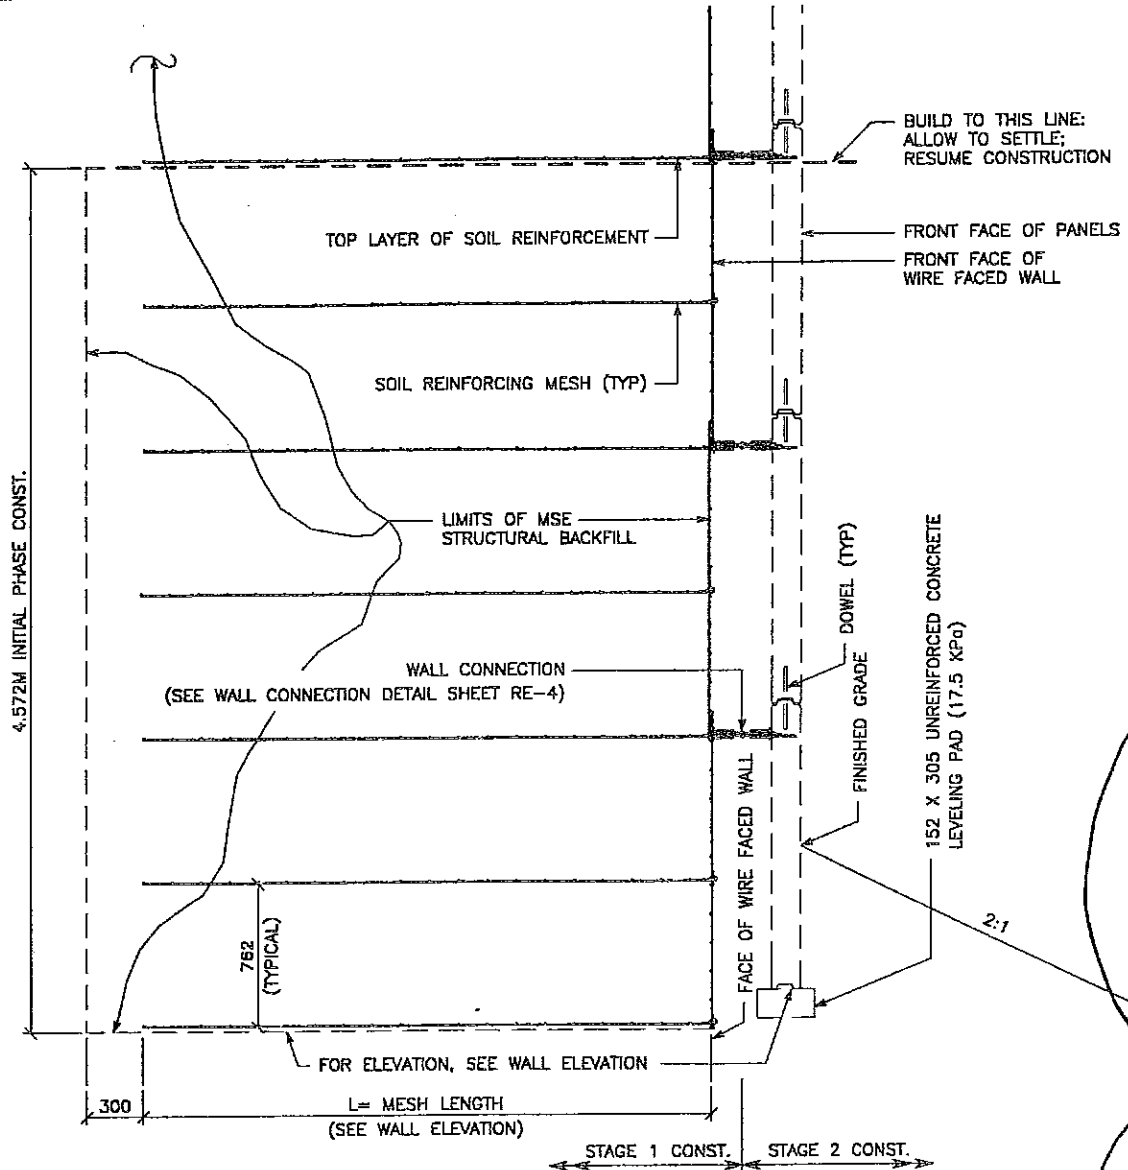 BUILD TO THIS LINE:
ALLOW TO SETTLE;
RESUME CONSTRUCTION
TOP LAYER OF SOIL REINFORCEMENT
FRONT FACE OF PANELS
FRONT FACE OF
WIRE FACED WALL
SOIL REINFORCING MESH (TYP)
4.572M INITIAL PHASE CONST.
LIMITS OF MSE
STRUCTURAL BACKFILL
WALL CONNECTION
(SEE WALL CONNECTION DETAIL SHEET RE-4)
DOWEL (TYP)
FINISHED GRADE
152 X 305 UNREINFORCED CONCRETE
LEVELING PAD (17.5 KPa)
FACE OF WIRE FACED WALL
762
(TYPICAL)
2:1
FOR ELEVATION, SEE WALL ELEVATION
300
L= MESH LENGTH
(SEE WALL ELEVATION)
STAGE 1 CONST.
STAGE 2 CONST.